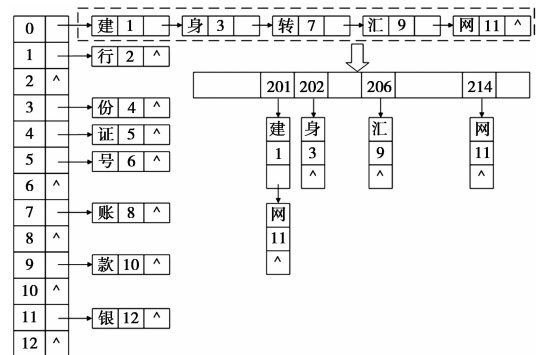 0 建 1 身 3 转 7 汇 9 网 11 ^
1 行 2 ^
2 ^
201 202 206 214
3 份 4 ^
4 证 5 ^
5 号 6 ^
6 ^
7 账 8 ^
8 ^
9 款 10 ^
10 ^
11 银 12 ^
12 ^
建 身 汇 网
1 3 9 11
^ ^ ^
网
11
^